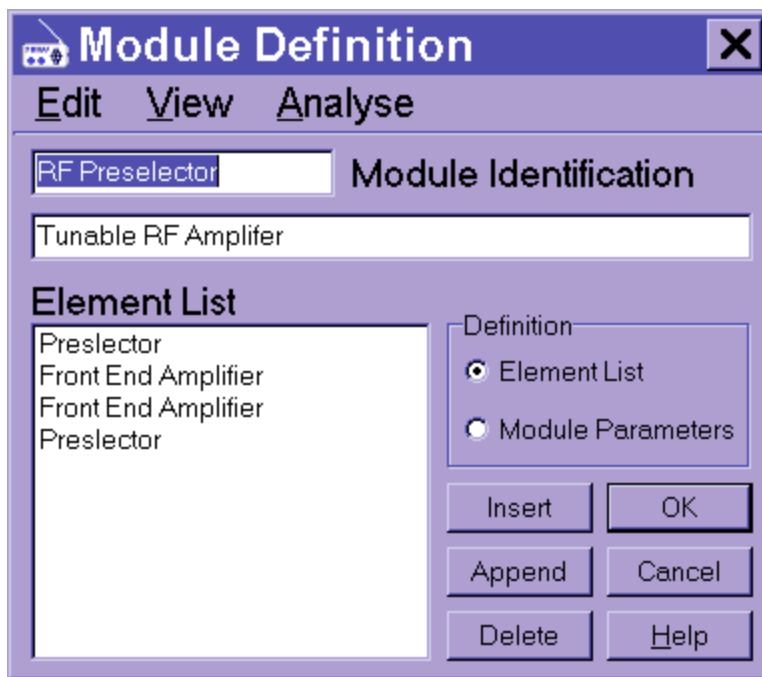 Module Definition
Edit View Analyse
RF Preselector Module Identification
Tunable RF Amplifer
Element List
Preslector
Front End Amplifier
Front End Amplifier
Preslector
Definition
Element List
Module Parameters
Insert OK
Append Cancel
Delete Help